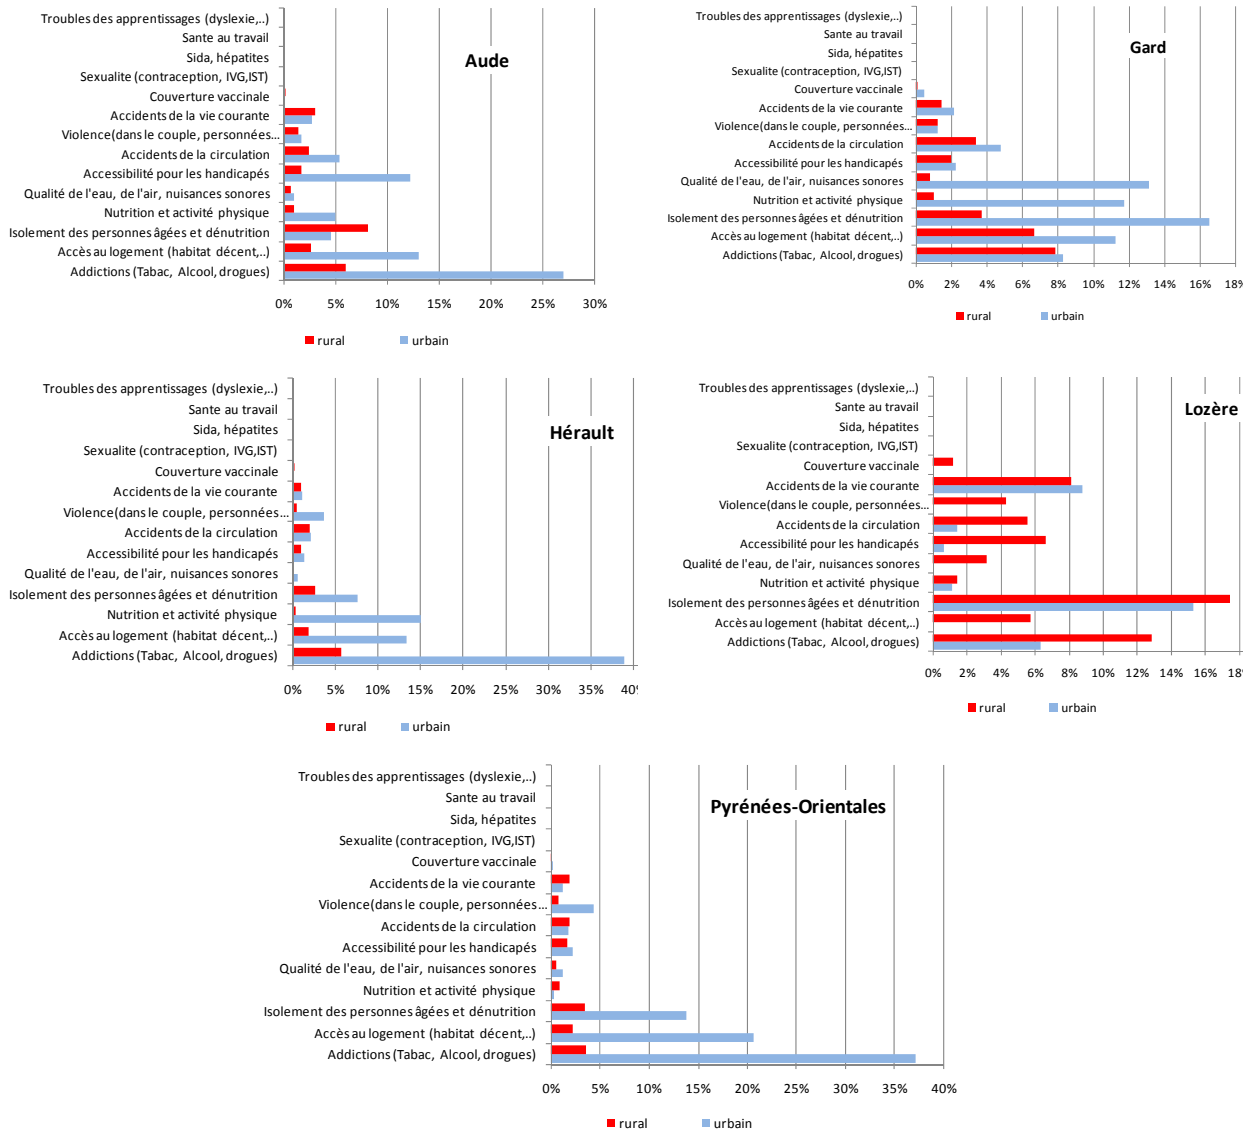 Aude
Troubles des apprentissages (dyslexie,..)
Sante au travail
Sida, hépatites
Sexualite (contraception, IVG,IST)
Couverture vaccinale
Accidents de la vie courante
Violence(dans le couple, personnées...
Accidents de la circulation
Accessibilité pour les handicapés
Qualité de l'eau, de l'air, nuisances sonores
Nutrition et activité physique
Isolement des personnes âgées et dénutrition
Accès au logement (habitat décent,..)
Addictions (Tabac, Alcool, drogues)
0% 5% 10% 15% 20% 25% 30%
rural urbain
Gard
Troubles des apprentissages (dyslexie,..)
Sante au travail
Sida, hépatites
Sexualite (contraception, IVG,IST)
Couverture vaccinale
Accidents de la vie courante
Violence(dans le couple, personnées...
Accidents de la circulation
Accessibilité pour les handicapés
Qualité de l'eau, de l'air, nuisances sonores
Nutrition et activité physique
Isolement des personnes âgées et dénutrition
Accès au logement (habitat décent,..)
Addictions (Tabac, Alcool, drogues)
0% 2% 4% 6% 8% 10% 12% 14% 16% 18%
rural urbain
Hérault
Troubles des apprentissages (dyslexie,..)
Sante au travail
Sida, hépatites
Sexualite (contraception, IVG,IST)
Couverture vaccinale
Accidents de la vie courante
Violence(dans le couple, personnées...
Accidents de la circulation
Accessibilité pour les handicapés
Qualité de l'eau, de l'air, nuisances sonores
Isolement des personnes âgées et dénutrition
Nutrition et activité physique
Accès au logement (habitat décent,..)
Addictions (Tabac, Alcool, drogues)
0% 5% 10% 15% 20% 25% 30% 35% 40%
rural urbain
Lozère
Troubles des apprentissages (dyslexie,..)
Sante au travail
Sida, hépatites
Sexualite (contraception, IVG,IST)
Couverture vaccinale
Accidents de la vie courante
Violence(dans le couple, personnées...
Accidents de la circulation
Accessibilité pour les handicapés
Qualité de l'eau, de l'air, nuisances sonores
Nutrition et activité physique
Isolement des personnes âgées et dénutrition
Accès au logement (habitat décent,..)
Addictions (Tabac, Alcool, drogues)
0% 2% 4% 6% 8% 10% 12% 14% 16% 18%
rural urbain
Pyrénées-Orientales
Troubles des apprentissages (dyslexie,..)
Sante au travail
Sida, hépatites
Sexualite (contraception, IVG,IST)
Couverture vaccinale
Accidents de la vie courante
Violence(dans le couple, personnées...
Accidents de la circulation
Accessibilité pour les handicapés
Qualité de l'eau, de l'air, nuisances sonores
Nutrition et activité physique
Isolement des personnes âgées et dénutrition
Accès au logement (habitat décent,..)
Addictions (Tabac, Alcool, drogues)
0% 5% 10% 15% 20% 25% 30% 35% 40%
rural urbain